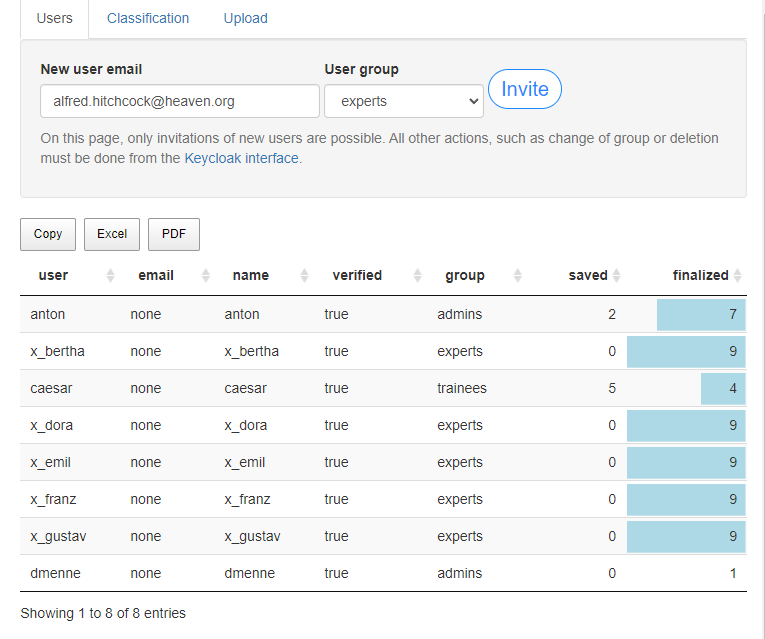 Users Classification Upload
New user email User group
alfred.hitchcock@heaven.org experts Invite
On this page, only invitations of new users are possible. All other actions, such as change of group or deletion
must be done from the Keycloak interface.
Copy Excel PDF
user email name verified group saved finalized
anton none anton true admins 2 7
x_bertha none x_bertha true experts 0 9
caesar none caesar true trainees 5 4
x_dora none x_dora true experts 0 9
x_emil none x_emil true experts 0 9
x_franz none x_franz true experts 0 9
x_gustav none x_gustav true experts 0 9
dmenne none dmenne true admins 0 1
Showing 1 to 8 of 8 entries